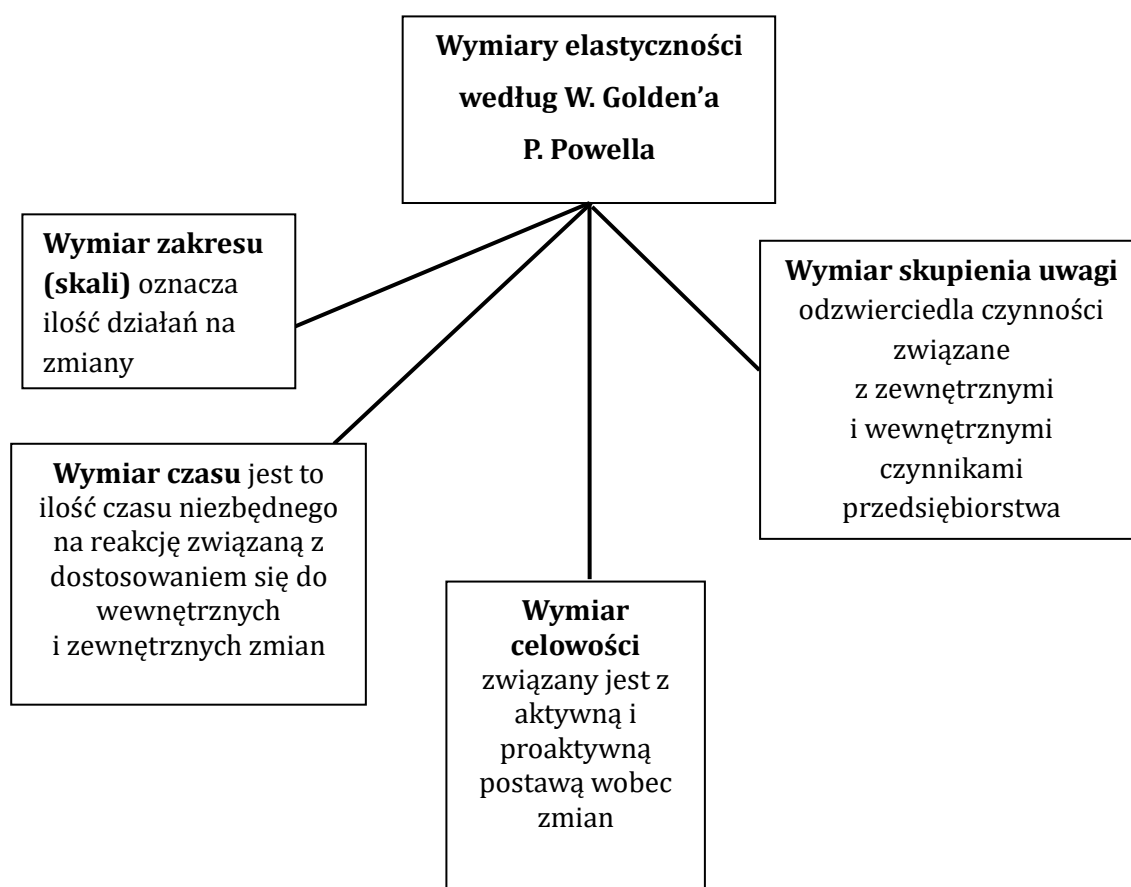 Wymiary elastyczności
według W. Golden’a
P. Powella
Wymiar zakresu
(skali) oznacza
ilość działań na
zmiany
Wymiar skupienia uwagi
odzwierciedla czynności
związane
z zewnętrznymi
i wewnętrznymi
czynnikami
przedsiębiorstwa
Wymiar czasu jest to
ilość czasu niezbędnego
na reakcję związaną z
dostosowaniem się do
wewnętrznych
i zewnętrznych zmian
Wymiar
celowości
związany jest z
aktywną i
proaktywną
postawą wobec
zmian